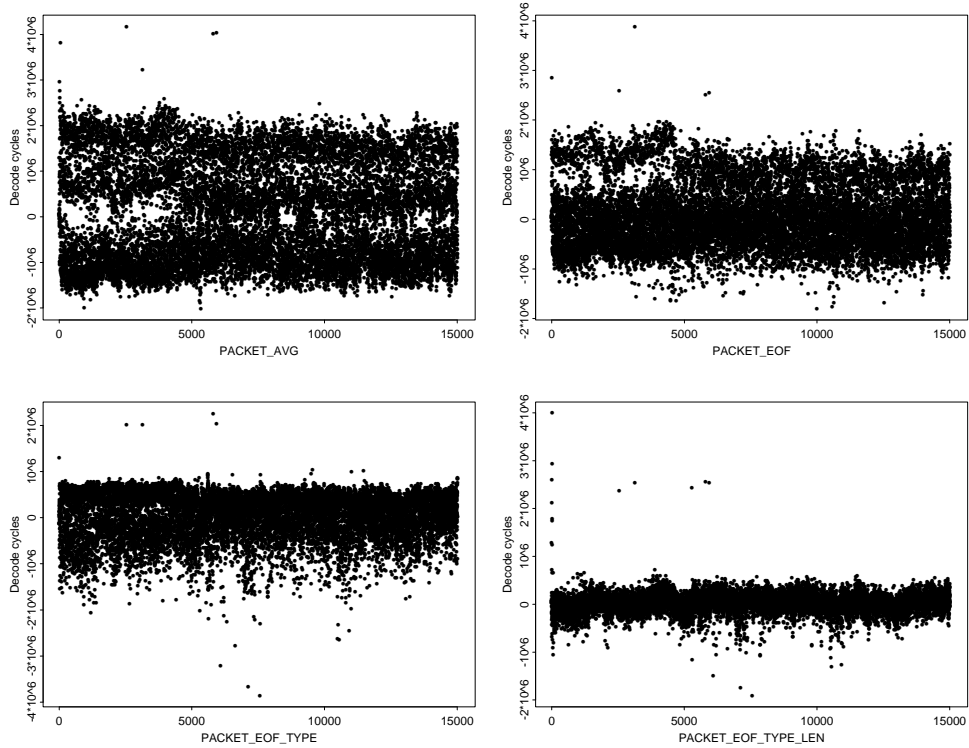 4*10^6
3*10^6
2*10^6
10^6
0
-10^6
-2*10^6
Decode cycles
0 5000 10000 15000
PACKET_AVG
4*10^6
3*10^6
2*10^6
10^6
0
-10^6
-2*10^6
Decode cycles
0 5000 10000 15000
PACKET_EOF
2*10^6
10^6
0
-10^6
-2*10^6
-3*10^6
-4*10^6
Decode cycles
0 5000 10000 15000
PACKET_EOF_TYPE
4*10^6
3*10^6
2*10^6
10^6
0
-10^6
-2*10^6
Decode cycles
0 5000 10000 15000
PACKET_EOF_TYPE_LEN